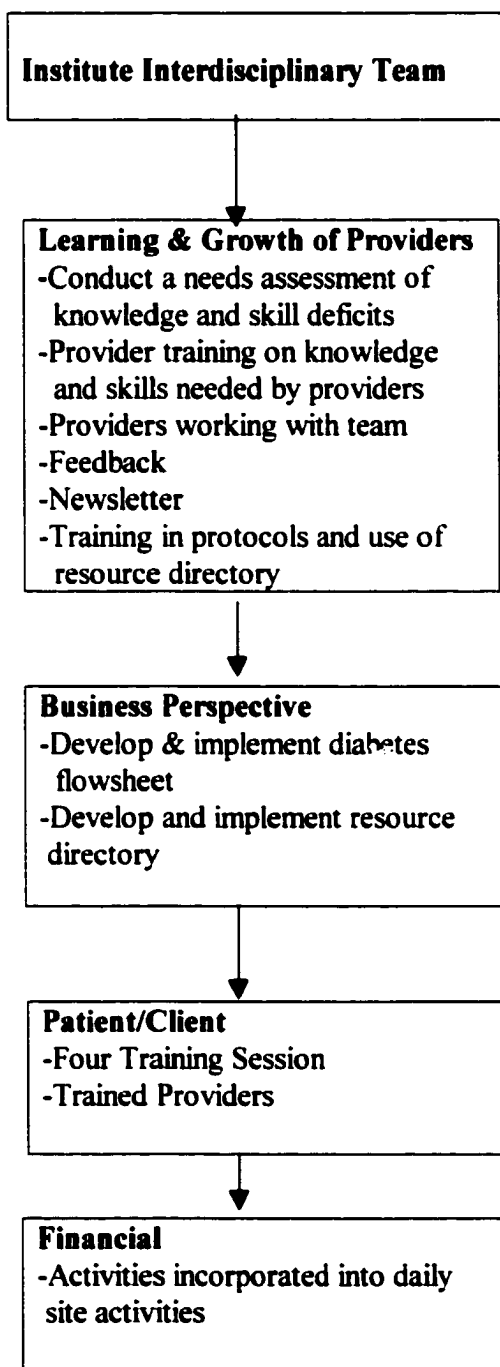 Institute Interdisciplinary Team
Learning & Growth of Providers
-Conduct a needs assessment of
knowledge and skill deficits
-Provider training on knowledge
and skills needed by providers
-Providers working with team
-Feedback
-Newsletter
-Training in protocols and use of
resource directory
Business Perspective
-Develop & implement diabetes
flowsheet
-Develop and implement resource
directory
Patient/Client
-Four Training Session
-Trained Providers
Financial
-Activities incorporated into daily
site activities